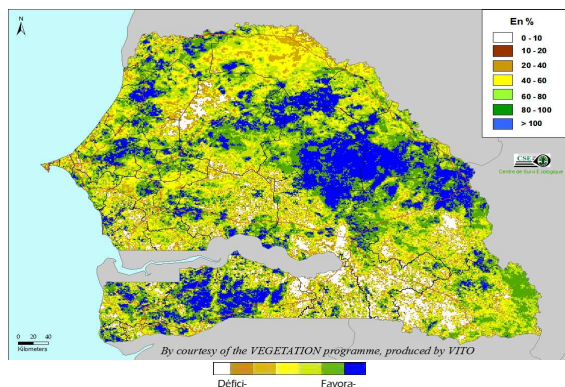 N
En %
0 - 10
10 - 20
20 - 40
40 - 60
60 - 80
80 - 100
> 100
CSE
Centre de Suivi Ecologique
0 20 40
Kilometers
By courtesy of the VEGETATION programme, produced by VITO
Défici- Favora-